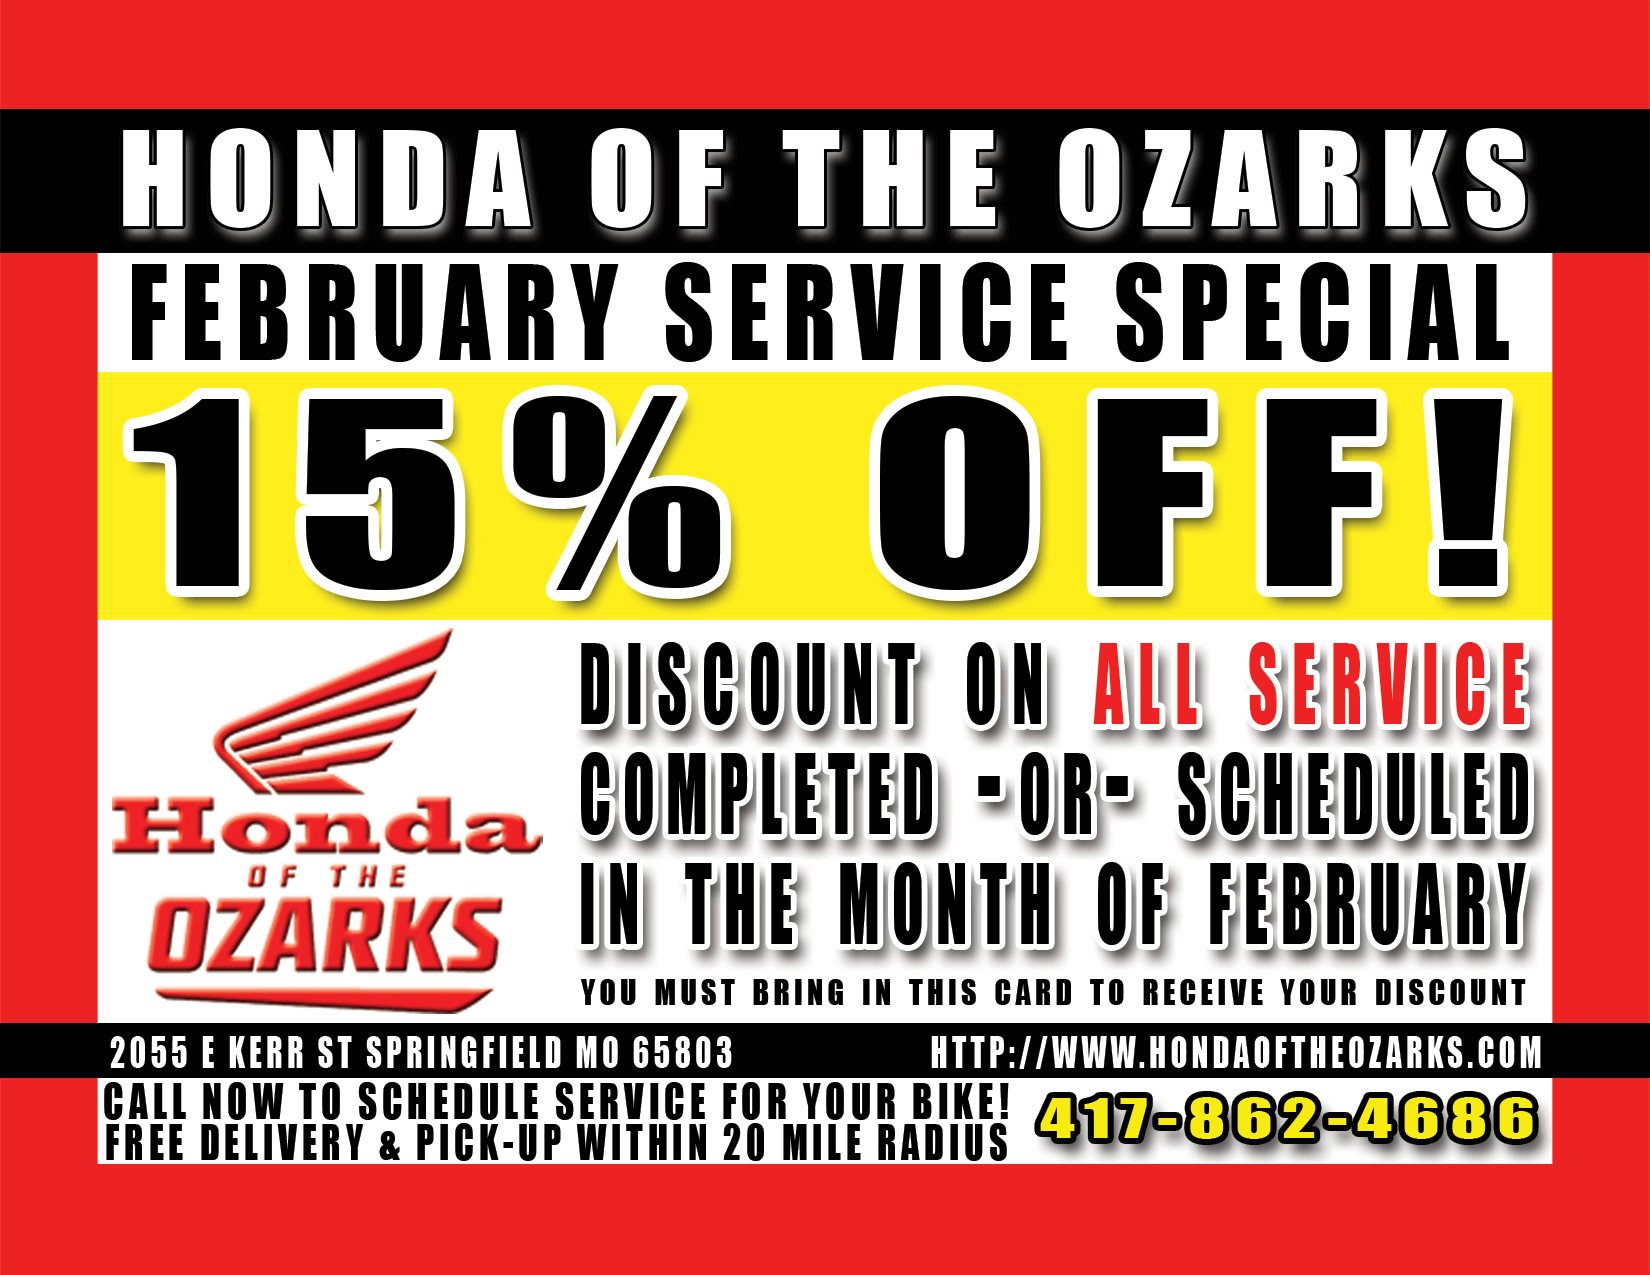 HONDA OF THE OZARKS
FEBRUARY SERVICE SPECIAL
15% OFF!
Honda
OF THE
OZARKS
DISCOUNT ON ALL SERVICE
COMPLETED -OR- SCHEDULED
IN THE MONTH OF FEBRUARY
YOU MUST BRING IN THIS CARD TO RECEIVE YOUR DISCOUNT
2055 E KERR ST SPRINGFIELD MO 65803
HTTP://WWW.HONDAOFTHEOZARKS.COM
CALL NOW TO SCHEDULE SERVICE FOR YOUR BIKE!
FREE DELIVERY & PICK-UP WITHIN 20 MILE RADIUS
417-862-4686